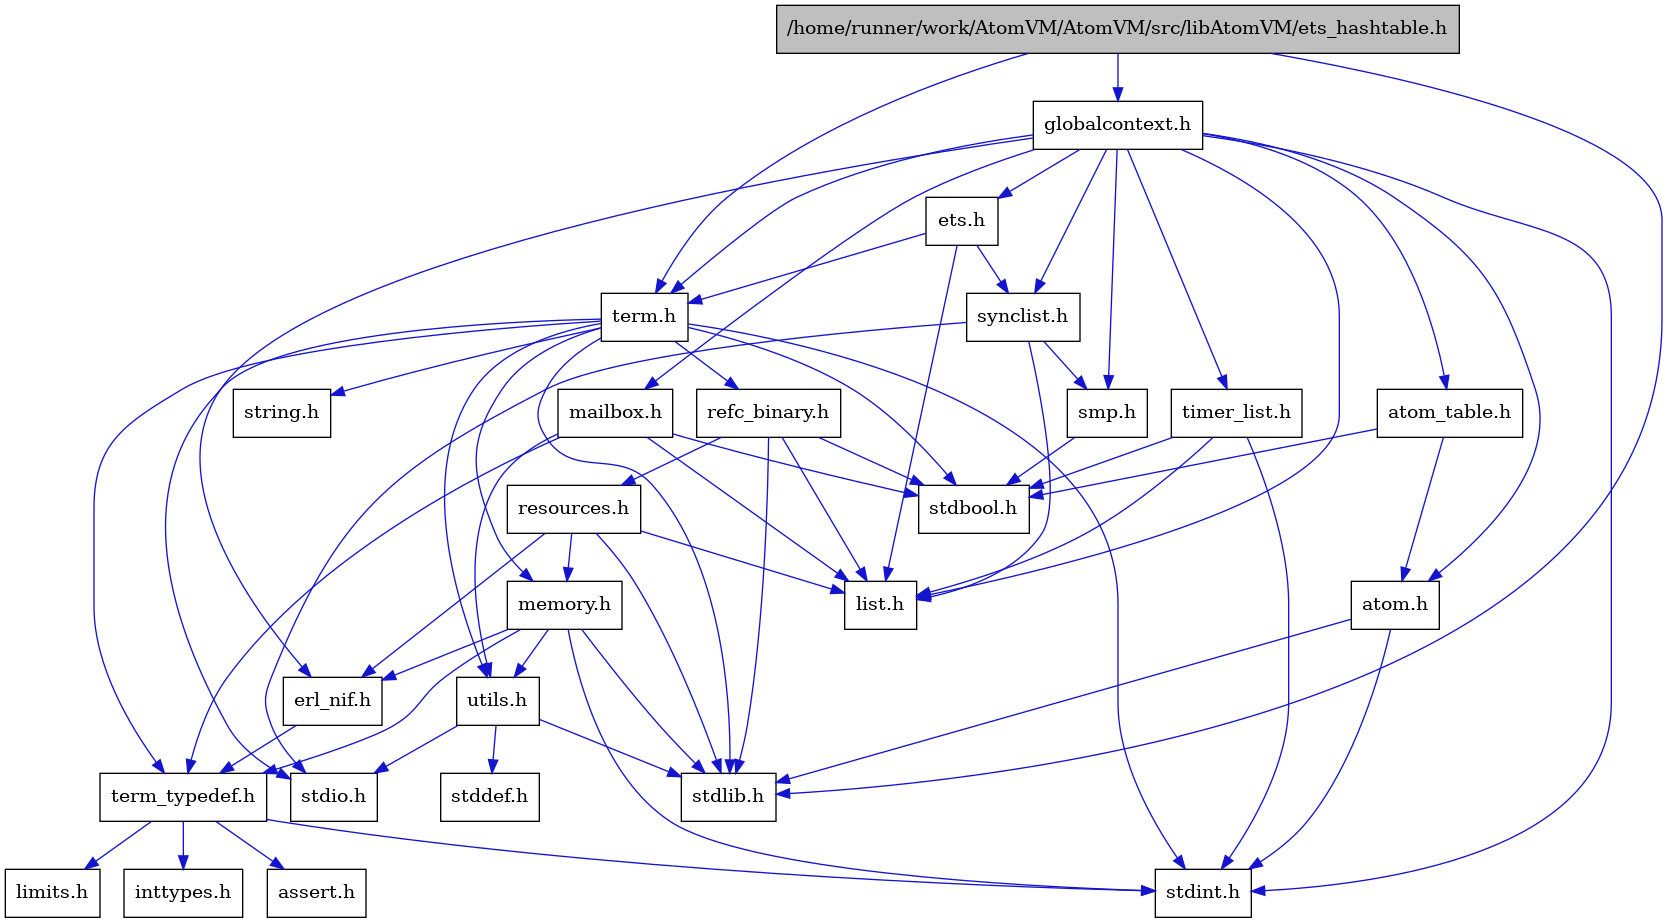 /home/runner/work/AtomVM/AtomVM/src/libAtomVM/ets_hashtable.h
globalcontext.h
ets.h
term.h
synclist.h
string.h
mailbox.h
refc_binary.h
smp.h
timer_list.h
atom_table.h
resources.h
stdbool.h
memory.h
list.h
atom.h
erl_nif.h
utils.h
term_typedef.h
stdio.h
stddef.h
stdlib.h
limits.h
inttypes.h
assert.h
stdint.h